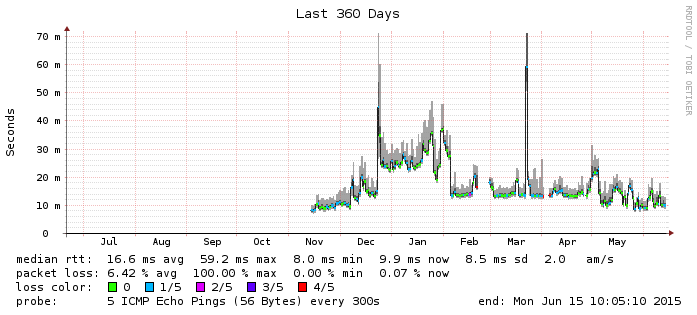 Last 360 Days
RRDTOOL / TOBI OETIKER
Seconds
70 m
60 m
50 m
40 m
30 m
20 m
10 m
0
Jul Aug Sep Oct Nov Dec Jan Feb Mar Apr May
median rtt: 16.6 ms avg 59.2 ms max 8.0 ms min 9.9 ms now 8.5 ms sd 2.0 am/s
packet loss: 6.42 % avg 100.00 % max 0.00 % min 0.07 % now
loss color: 0 1/5 2/5 3/5 4/5
probe: 5 ICMP Echo Pings (56 Bytes) every 300s end: Mon Jun 15 10:05:10 2015